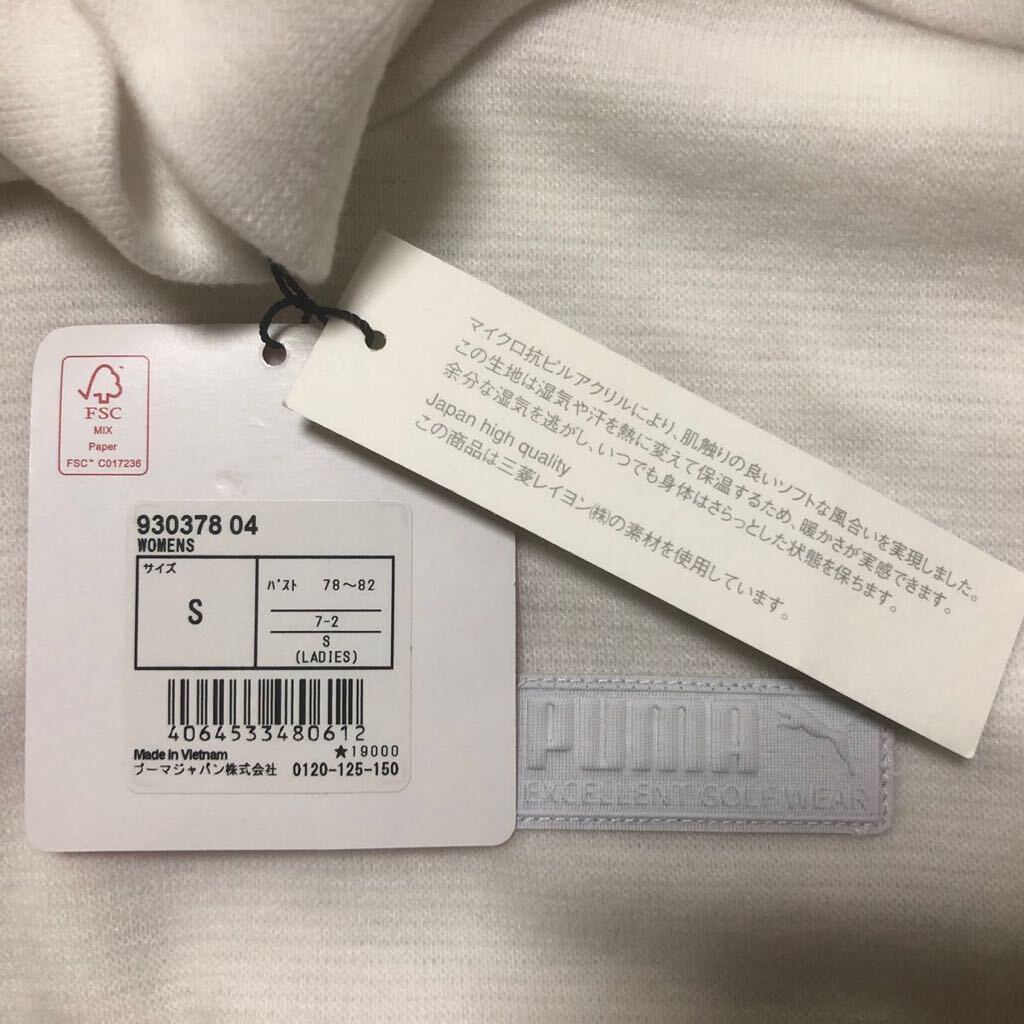 FSC
MIX
Paper
FSC™ C017236
930378 04
WOMENS
サイズ
S
バスト 78～82
7-2
S
(LADIES)
4064533480612
Made in Vietnam ★19000
プーマジャパン株式会社 0120-125-150
マイクロ抗ピルアクリルにより、肌触りの良いソフトな風合いを実現しました。
この生地は湿気や汗を熱に変えて保温するため、暖かさが実感できます。
余分な湿気を逃がし、いつでも身体はさらっとした状態を保ちます。
Japan high quality
この商品は三菱レイヨン㈱の素材を使用しています。
PUMA
EXCELLENT GOLF WEAR